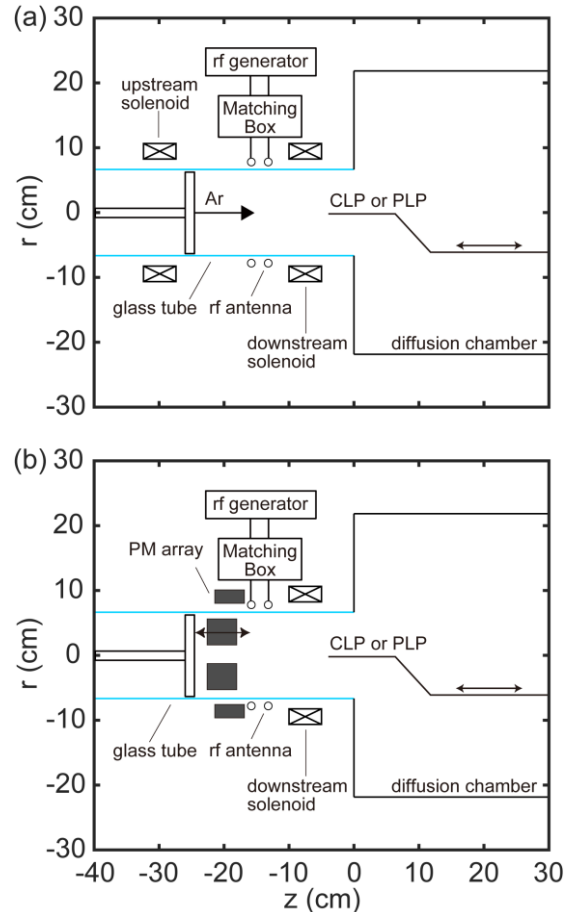 (a)
30
20
10
0
-10
-20
-30
r (cm)
rf generator
upstream
solenoid
Matching
Box
Ar
CLP or PLP
glass tube
rf antenna
downstream
solenoid
diffusion chamber
(b)
30
20
10
0
-10
-20
-30
r (cm)
rf generator
PM array
Matching
Box
CLP or PLP
glass tube
rf antenna
downstream
solenoid
diffusion chamber
-40 -30 -20 -10 0 10 20 30
z (cm)